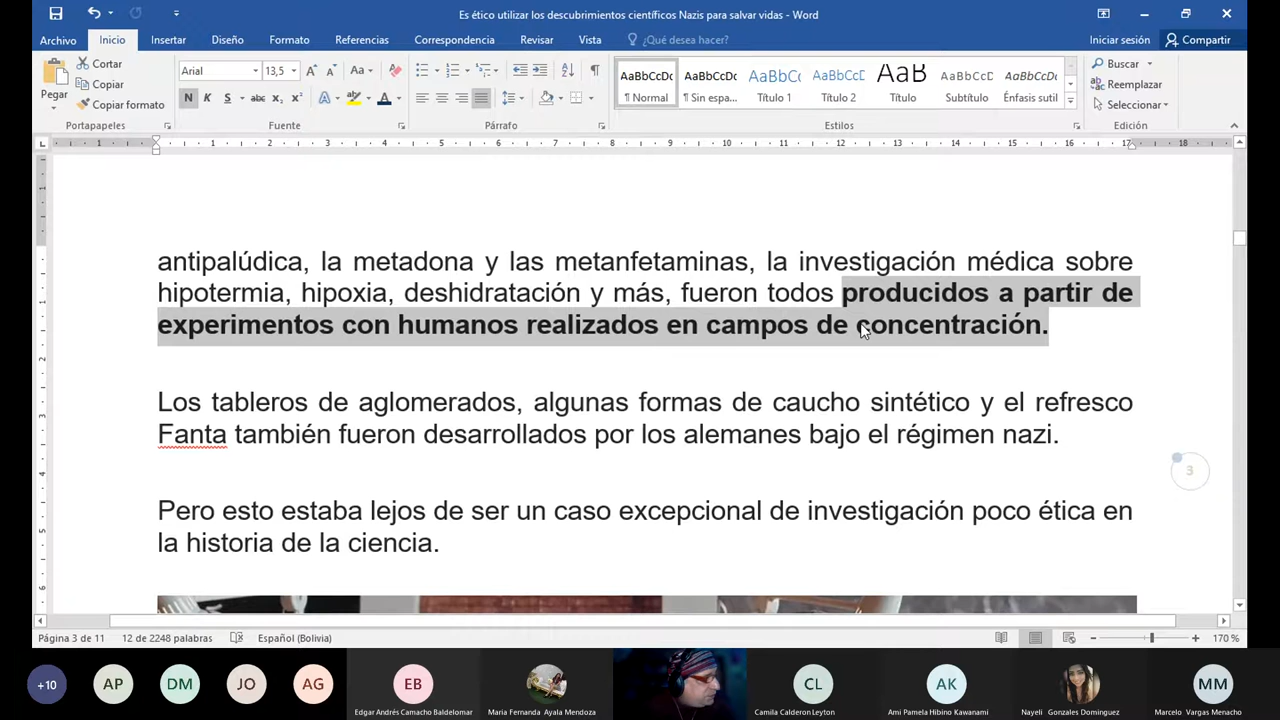 Es ético utilizar los descubrimientos científicos Nazis para salvar vidas - Word
Archivo Inicio Insertar Diseño Formato Referencias Correspondencia Revisar Vista ¿Qué desea hacer? Iniciar sesión Compartir
Pegar
Cortar
Copiar
Copiar formato
Portapapeles
Arial 13,5
Fuente
Párrafo
AaBbCcDc AaBbCcDc AaBbCc AaBbCcD AaB AaBbCcD AaBbCcDc
¶ Normal ¶ Sin espa... Título 1 Título 2 Título Subtítulo Énfasis sutil
Estilos
Buscar
Reemplazar
Seleccionar
Edición
antipalúdica, la metadona y las metanfetaminas, la investigación médica sobre
hipotermia, hipoxia, deshidratación y más, fueron todos producidos a partir de
experimentos con humanos realizados en campos de concentración.
Los tableros de aglomerados, algunas formas de caucho sintético y el refresco
Fanta también fueron desarrollados por los alemanes bajo el régimen nazi.
3
Pero esto estaba lejos de ser un caso excepcional de investigación poco ética en
la historia de la ciencia.
Página 3 de 11 12 de 2248 palabras Español (Bolivia) 170 %
+10 AP DM JO AG EB CL AK MM
Edgar Andrés Camacho Baldelomar Maria Fernanda Ayala Mendoza Camila Calderon Leyton Ami Pamela Hibino Kawanami Nayeli Gonzales Dominguez Marcelo Vargas Menacho